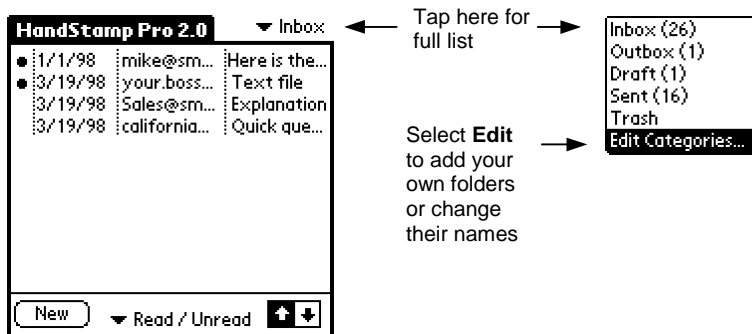 HandStamp Pro 2.0 Inbox
1/1/98 mike@sm... Here is the...
3/19/98 your.boss... Text file
3/19/98 Sales@sm... Explanation
3/19/98 california... Quick que...
New Read / Unread
Tap here for
full list
Select Edit
to add your
own folders
or change
their names
Inbox (26)
Outbox (1)
Draft (1)
Sent (16)
Trash
Edit Categories...